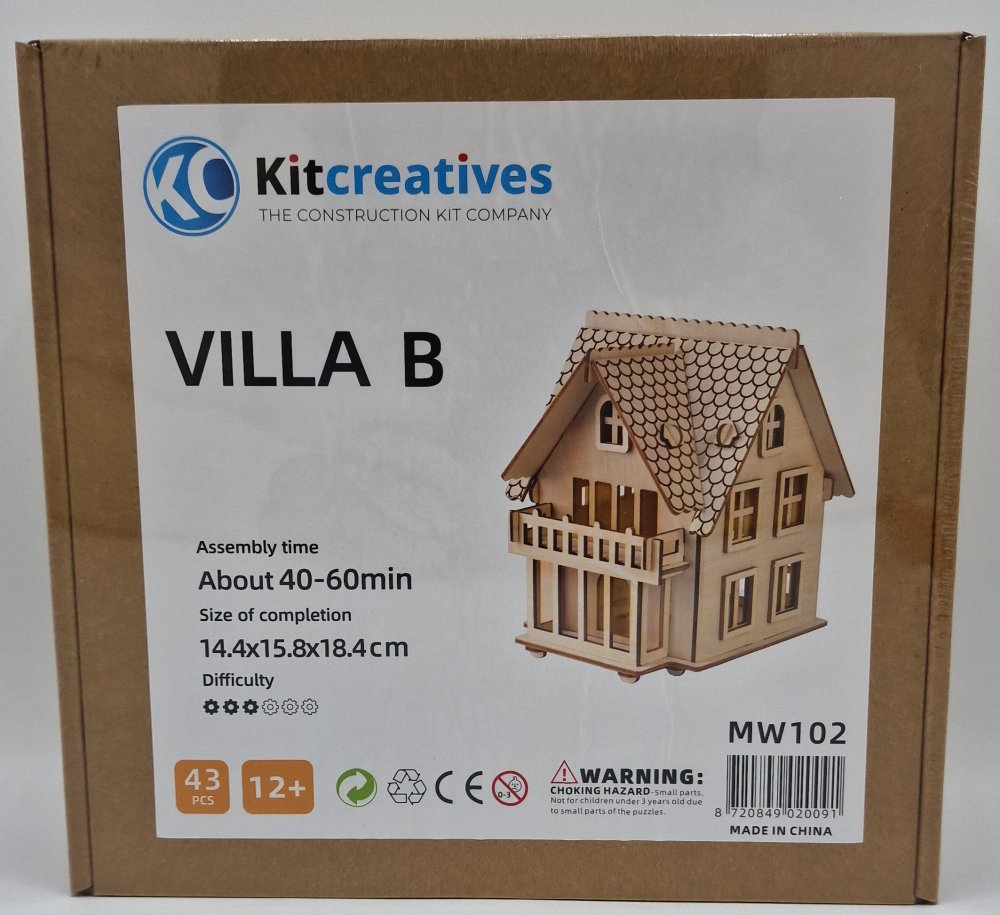 KC
Kitcreatives
THE CONSTRUCTION KIT COMPANY
VILLA B
Assembly time
About 40-60min
Size of completion
14.4x15.8x18.4cm
Difficulty
43
PCS
12+
CE
0-3
WARNING:
CHOKING HAZARD-Small parts.
Not for children under 3 years old due
to small parts of the puzzles.
MW102
8 720849 020091
MADE IN CHINA